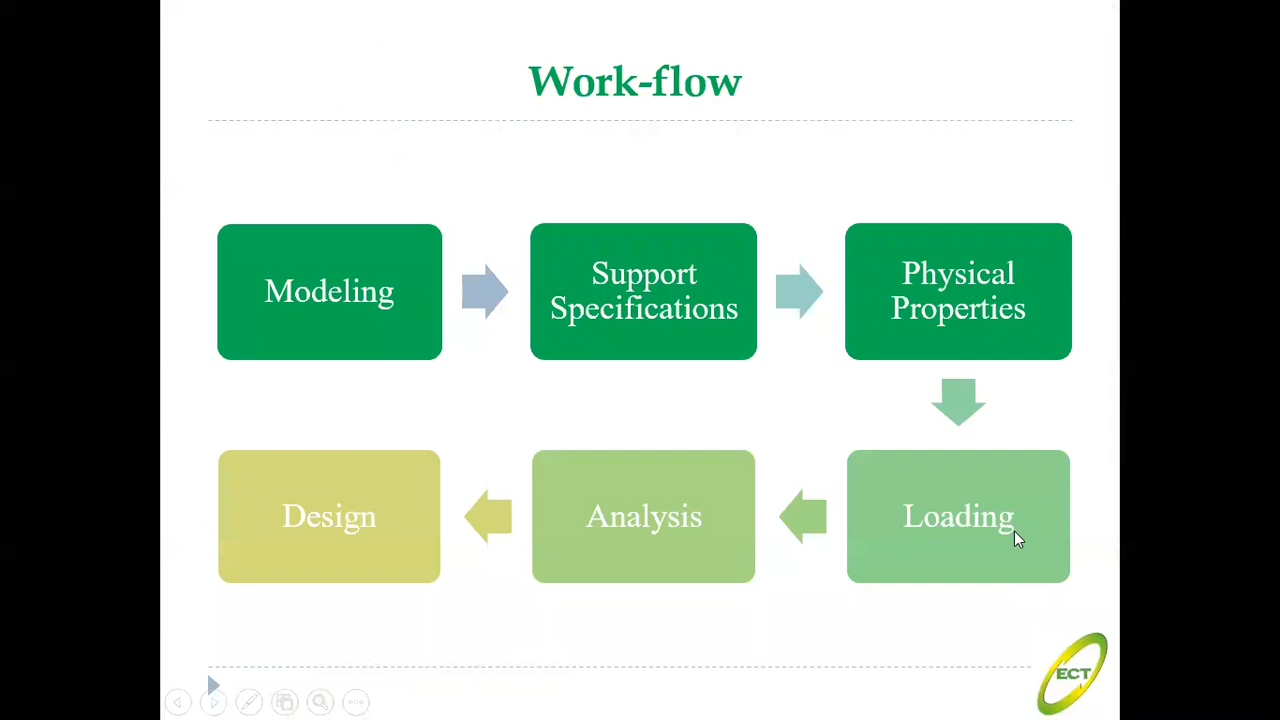 Work-flow
Modeling
Support
Specifications
Physical
Properties
Design
Analysis
Loading
ECT